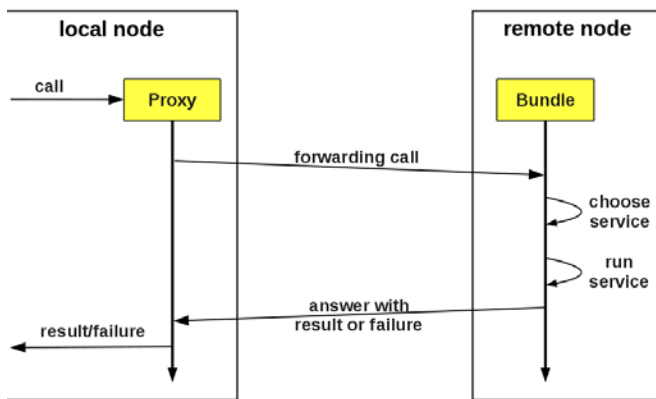 local node
remote node
call
Proxy
Bundle
forwarding call
choose
service
run
service
answer with
result or failure
result/failure